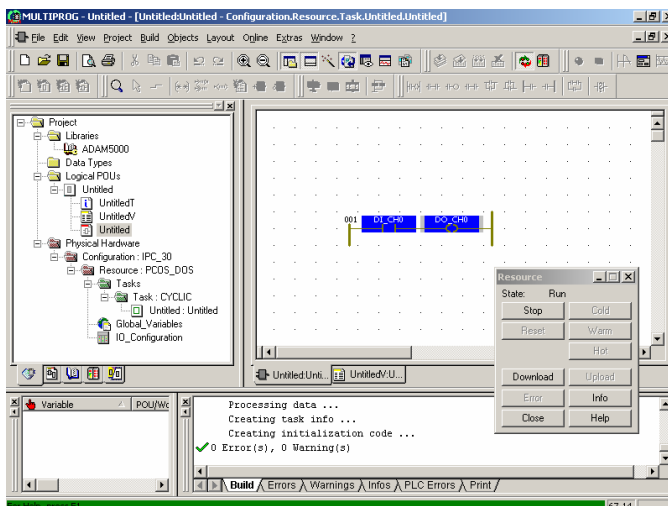 MULTIPROG - Untitled - [Untitled:Untitled - Configuration.Resource.Task.Untitled.Untitled]
File Edit View Project Build Objects Layout Online Extras Window ?
Project
Libraries
ADAM5000
Data Types
Logical POUs
Untitled
UntitledT
UntitledV
Untitled
Physical Hardware
Configuration : IPC_30
Resource : PCOS_DOS
Tasks
Task : CYCLIC
Untitled : Untitled
Global_Variables
IO_Configuration
001 DI_CH0 DO_CH0
Resource
State: Run
Stop Cold
Reset Warm
Hot
Download Upload
Error Info
Close Help
Untitled:Unti... UntitledV:U...
Variable POU/Wo
Processing data ...
Creating task info ...
Creating initialization code ...
0 Error(s), 0 Warning(s)
Build Errors Warnings Infos PLC Errors Print
For Help, press F1